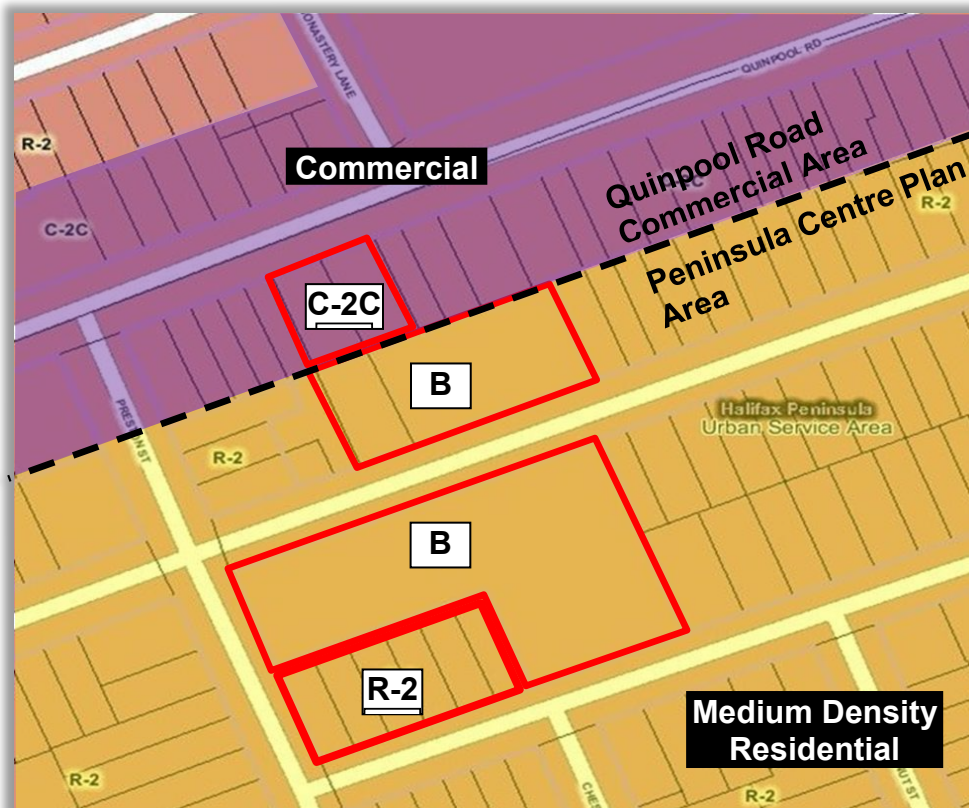 MONASTERY LANE
QUINPOOL RD
R-2
Commercial
Quinpool Road
Commercial Area
C-2C
R-2
Peninsula Centre Plan
Area
C-2C
B
PRESTON ST
Halifax Peninsula
Urban Service Area
R-2
B
R-2
Medium Density
Residential
R-2
R-2